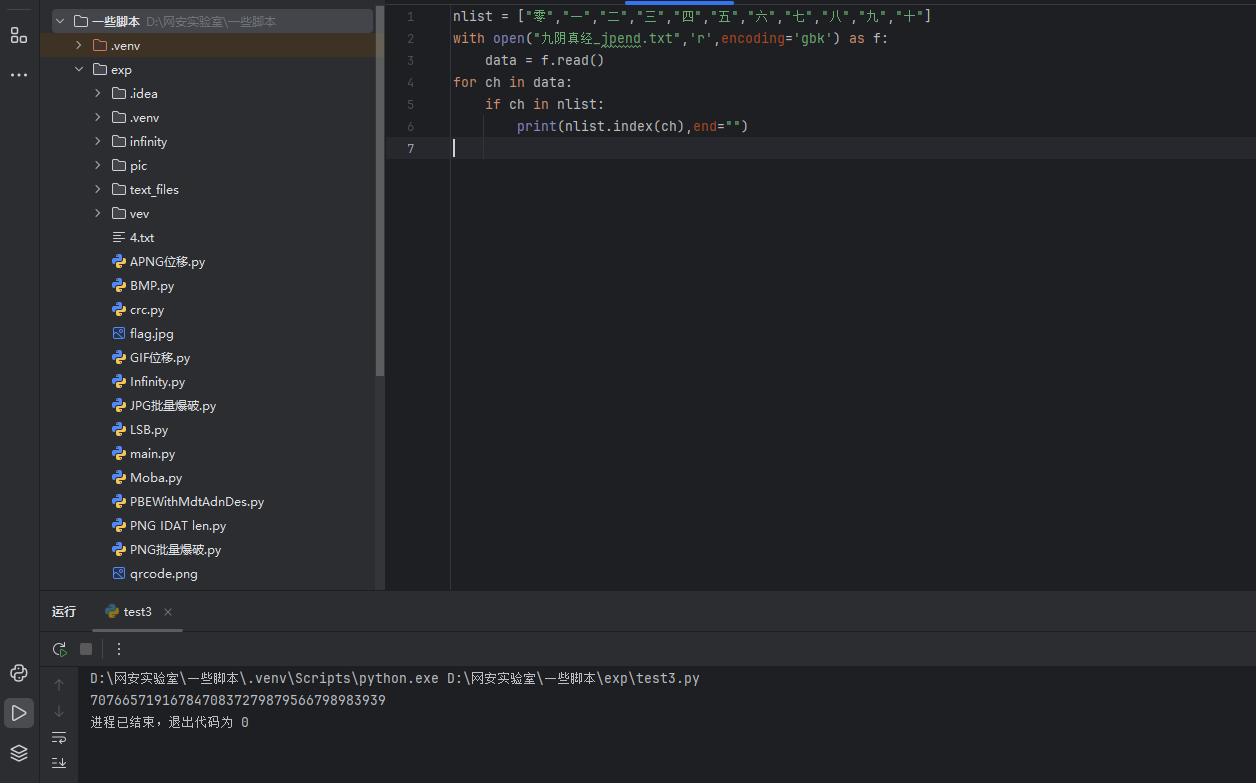 一些脚本 D:\网安实验室\一些脚本
.venv
exp
.idea
.venv
infinity
pic
text_files
vev
4.txt
APNG位移.py
BMP.py
crc.py
flag.jpg
GIF位移.py
Infinity.py
JPG批量爆破.py
LSB.py
main.py
Moba.py
PBEWithMdtAdnDes.py
PNG IDAT len.py
PNG批量爆破.py
qrcode.png
1 nlist = ["零","一","二","三","四","五","六","七","八","九","十"]
2 with open("九阴真经_jpend.txt",'r',encoding='gbk') as f:
3     data = f.read()
4 for ch in data:
5     if ch in nlist:
6         print(nlist.index(ch),end="")
7
运行 test3
D:\网安实验室\一些脚本\.venv\Scripts\python.exe D:\网安实验室\一些脚本\exp\test3.py
7076657191678470837279879566798983939
进程已结束，退出代码为 0